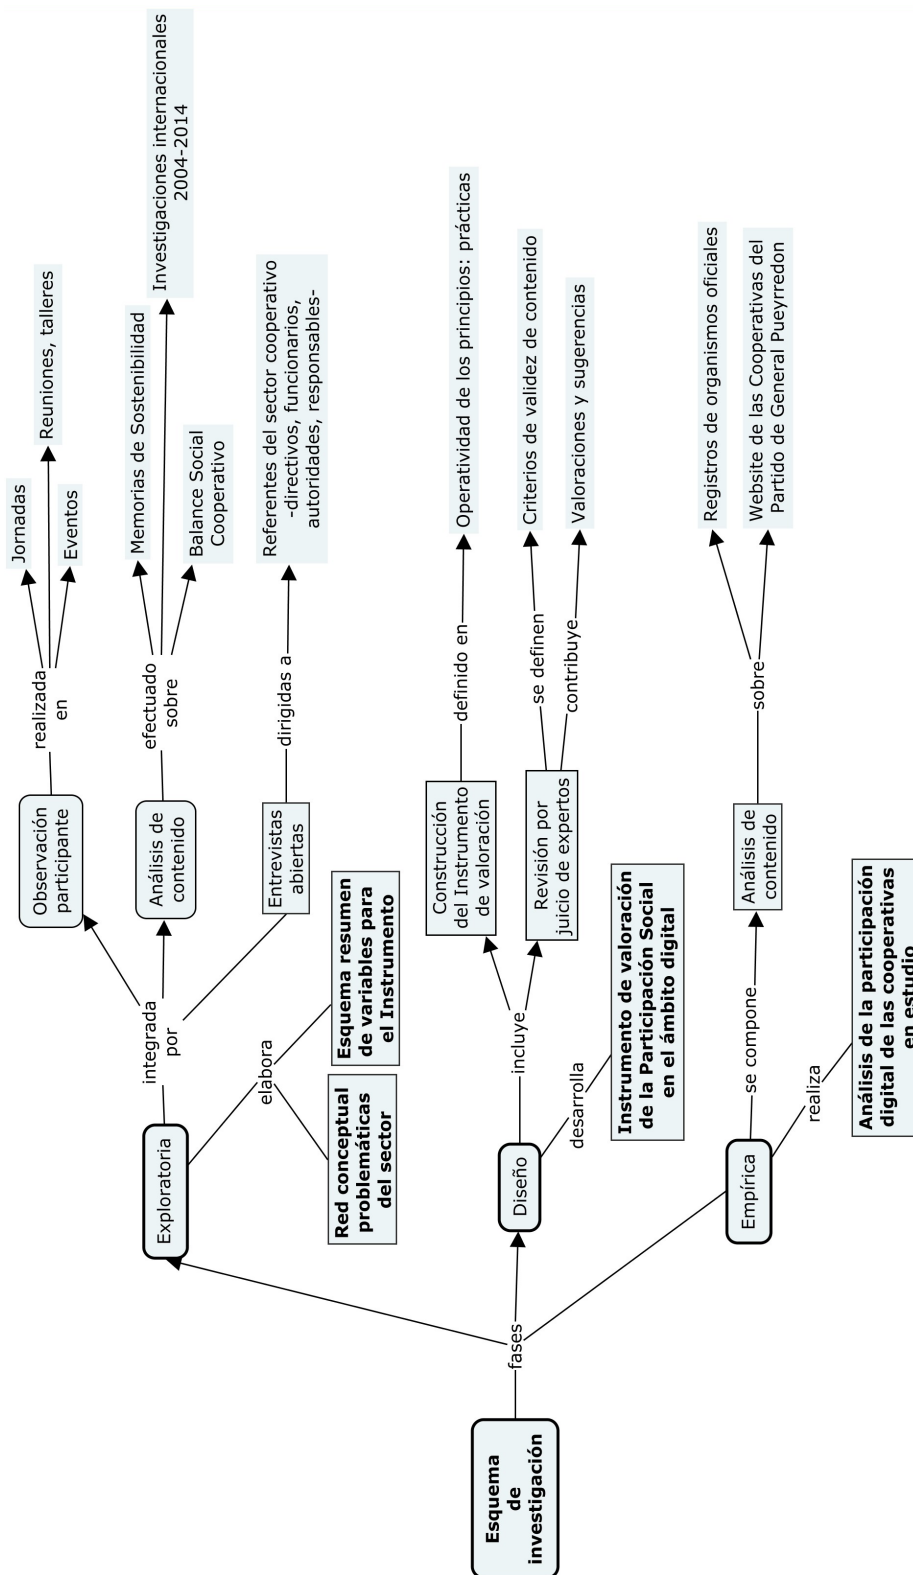 Esquema
de
investigación
fases
Exploratoria
integrada
por
Observación
participante
realizada
en
Jornadas
Reuniones, talleres
Eventos
Análisis de
contenido
efectuado
sobre
Memorias de Sostenibilidad
Investigaciones internacionales
2004-2014
Balance Social
Cooperativo
Entrevistas
abiertas
dirigidas a
Referentes del sector cooperativo
-directivos, funcionarios,
autoridades, responsables-
elabora
Red conceptual
problemáticas
del sector
Esquema resumen
de variables para
el Instrumento
Diseño
incluye
Construcción
del Instrumento
de valoración
definido en
Operatividad de los principios: prácticas
Revisión por
juicio de expertos
se definen
Criterios de validez de contenido
contribuye
Valoraciones y sugerencias
desarrolla
Instrumento de valoración
de la Participación Social
en el ámbito digital
Empírica
se compone
Análisis de
contenido
sobre
Registros de organismos oficiales
Website de las Cooperativas del
Partido de General Pueyrredon
realiza
Análisis de la participación
digital de las cooperativas
en estudio